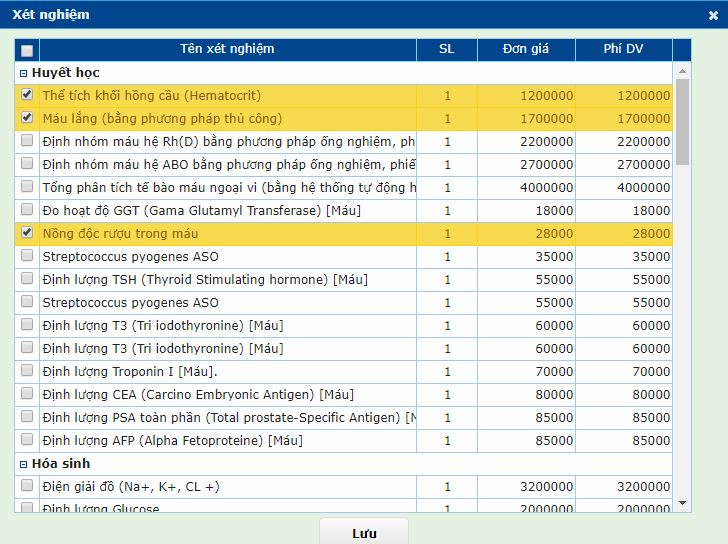 Xét nghiệm
Tên xét nghiệm SL Đơn giá Phí DV
Huyết học
Thể tích khối hồng cầu (Hematocrit) 1 1200000 1200000
Máu lắng (bằng phương pháp thủ công) 1 1700000 1700000
Định nhóm máu hệ Rh(D) bằng phương pháp ống nghiệm, ph 1 2200000 2200000
Định nhóm máu hệ ABO bằng phương pháp ống nghiệm, phiế 1 2700000 2700000
Tổng phân tích tế bào máu ngoại vi (bằng hệ thống tự động h 1 4000000 4000000
Đo hoạt độ GGT (Gama Glutamyl Transferase) [Máu] 1 18000 18000
Nồng độc rượu trong máu 1 28000 28000
Streptococcus pyogenes ASO 1 35000 35000
Định lượng TSH (Thyroid Stimulating hormone) [Máu] 1 55000 55000
Streptococcus pyogenes ASO 1 55000 55000
Định lượng T3 (Tri iodothyronine) [Máu] 1 60000 60000
Định lượng T3 (Tri iodothyronine) [Máu] 1 60000 60000
Định lượng Troponin I [Máu]. 1 70000 70000
Định lượng CEA (Carcino Embryonic Antigen) [Máu] 1 80000 80000
Định lượng PSA toàn phần (Total prostate-Specific Antigen) [M 1 85000 85000
Định lượng AFP (Alpha Fetoproteine) [Máu] 1 85000 85000
Hóa sinh
Điện giải đồ (Na+, K+, CL +) 1 3200000 3200000
Định lượng Glucose 1 2000000 2000000
Lưu